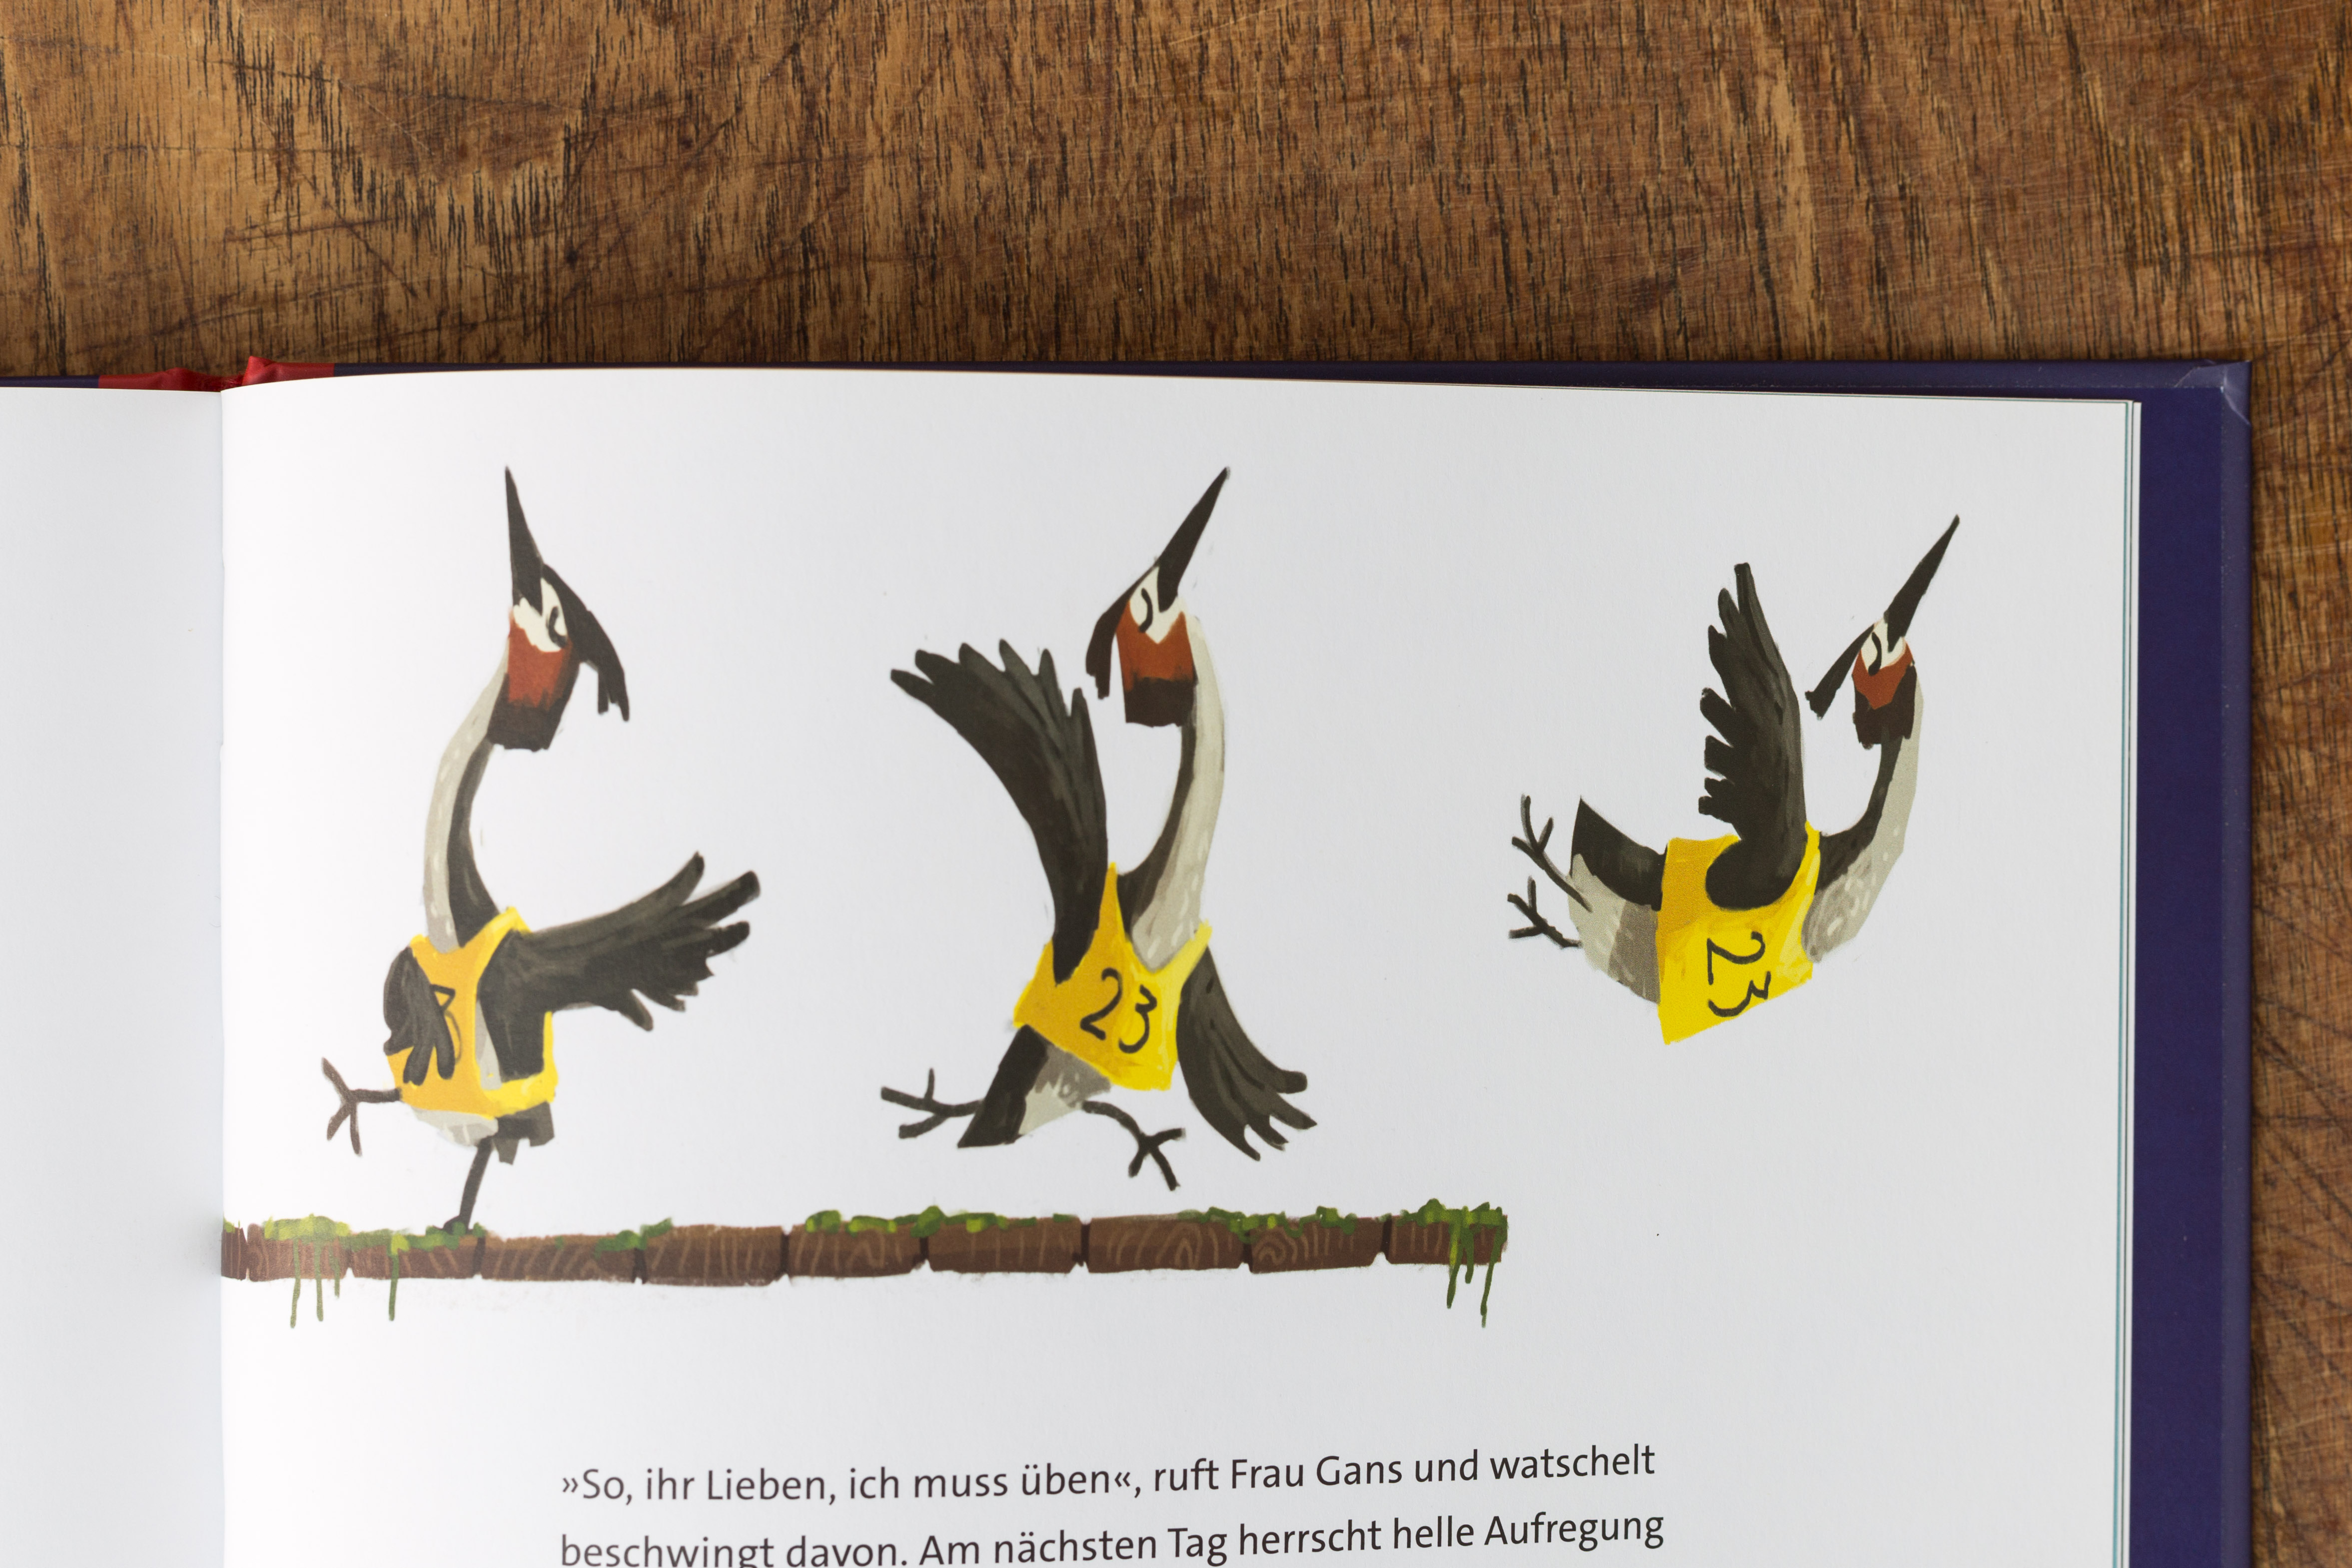 3
23
23
»So, ihr Lieben, ich muss üben«, ruft Frau Gans und watschelt
beschwingt davon. Am nächsten Tag herrscht helle Aufregung